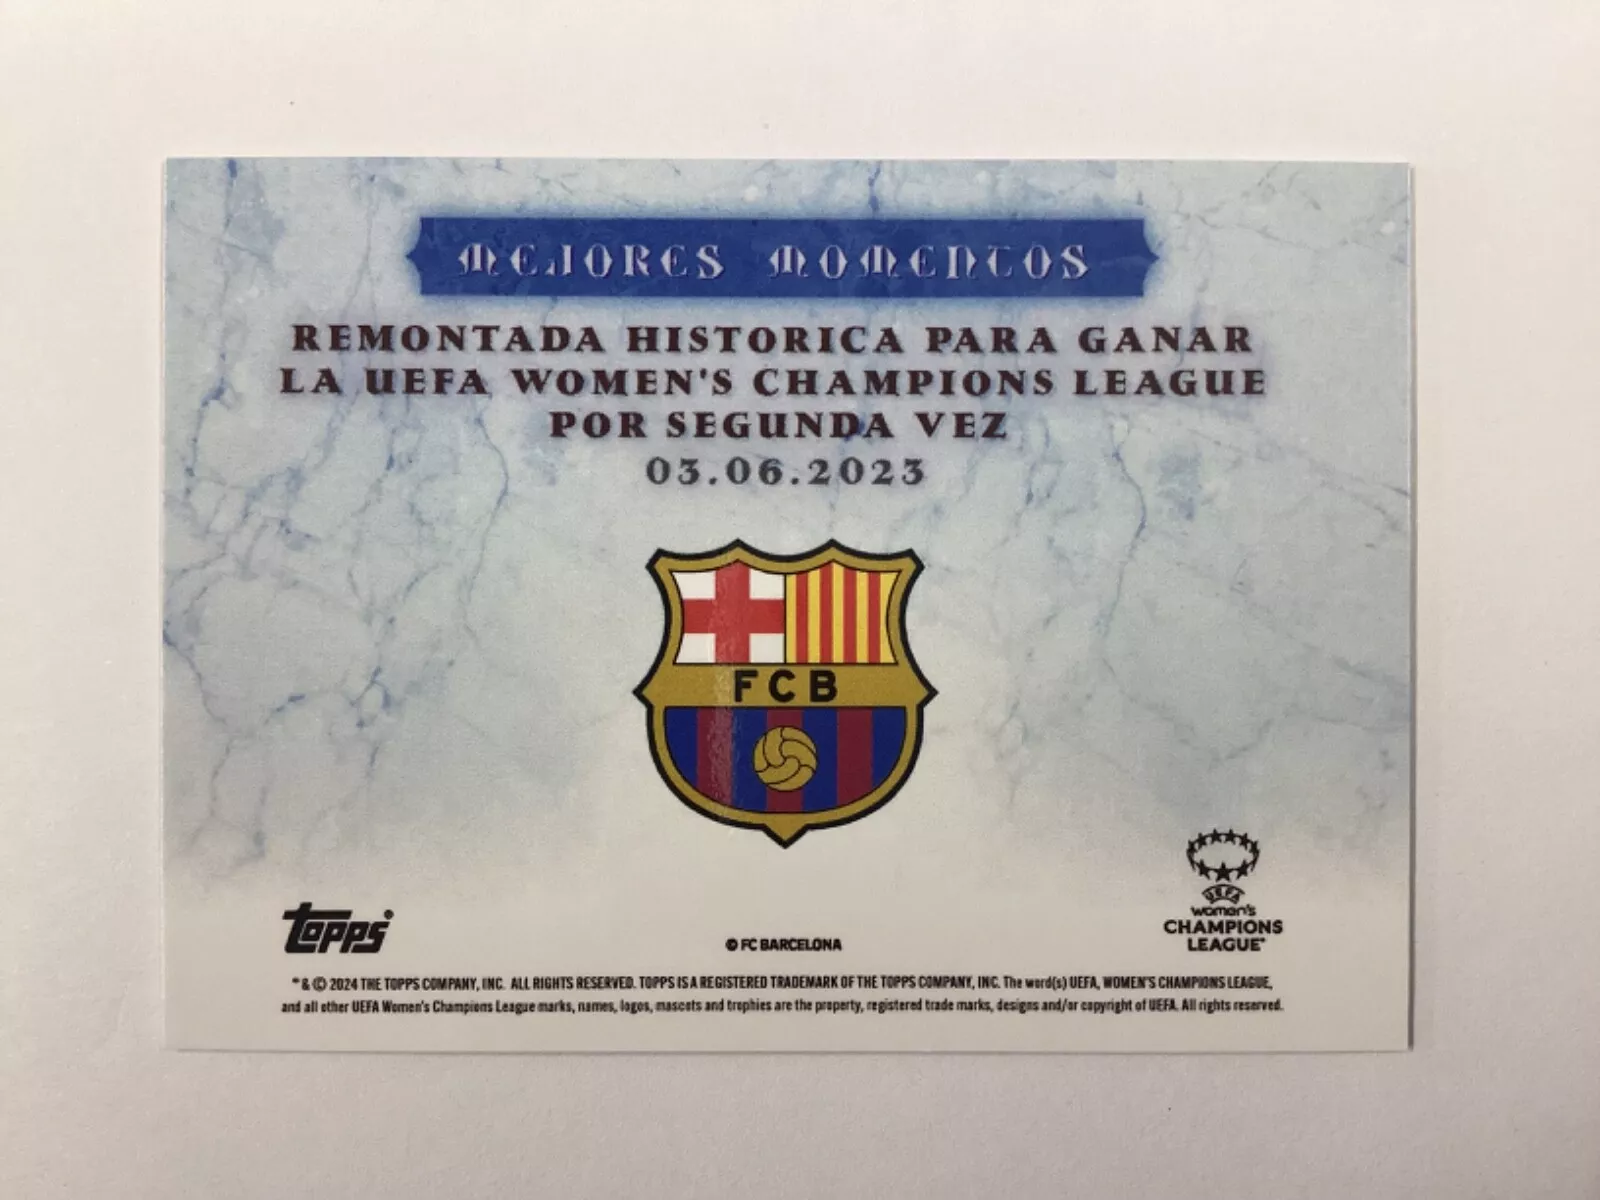 MEJORES MOMENTOS
REMONTADA HISTORICA PARA GANAR
LA UEFA WOMEN'S CHAMPIONS LEAGUE
POR SEGUNDA VEZ
03.06.2023
FCB
topps
© FC BARCELONA
UEFA
women's
CHAMPIONS
LEAGUE
® & © 2024 THE TOPPS COMPANY, INC. ALL RIGHTS RESERVED. TOPPS IS A REGISTERED TRADEMARK OF THE TOPPS COMPANY, INC. The word(s) UEFA, WOMEN'S CHAMPIONS LEAGUE,
and all other UEFA Women's Champions League marks, names, logos, mascots and trophies are the property, registered trade marks, designs and/or copyright of UEFA. All rights reserved.